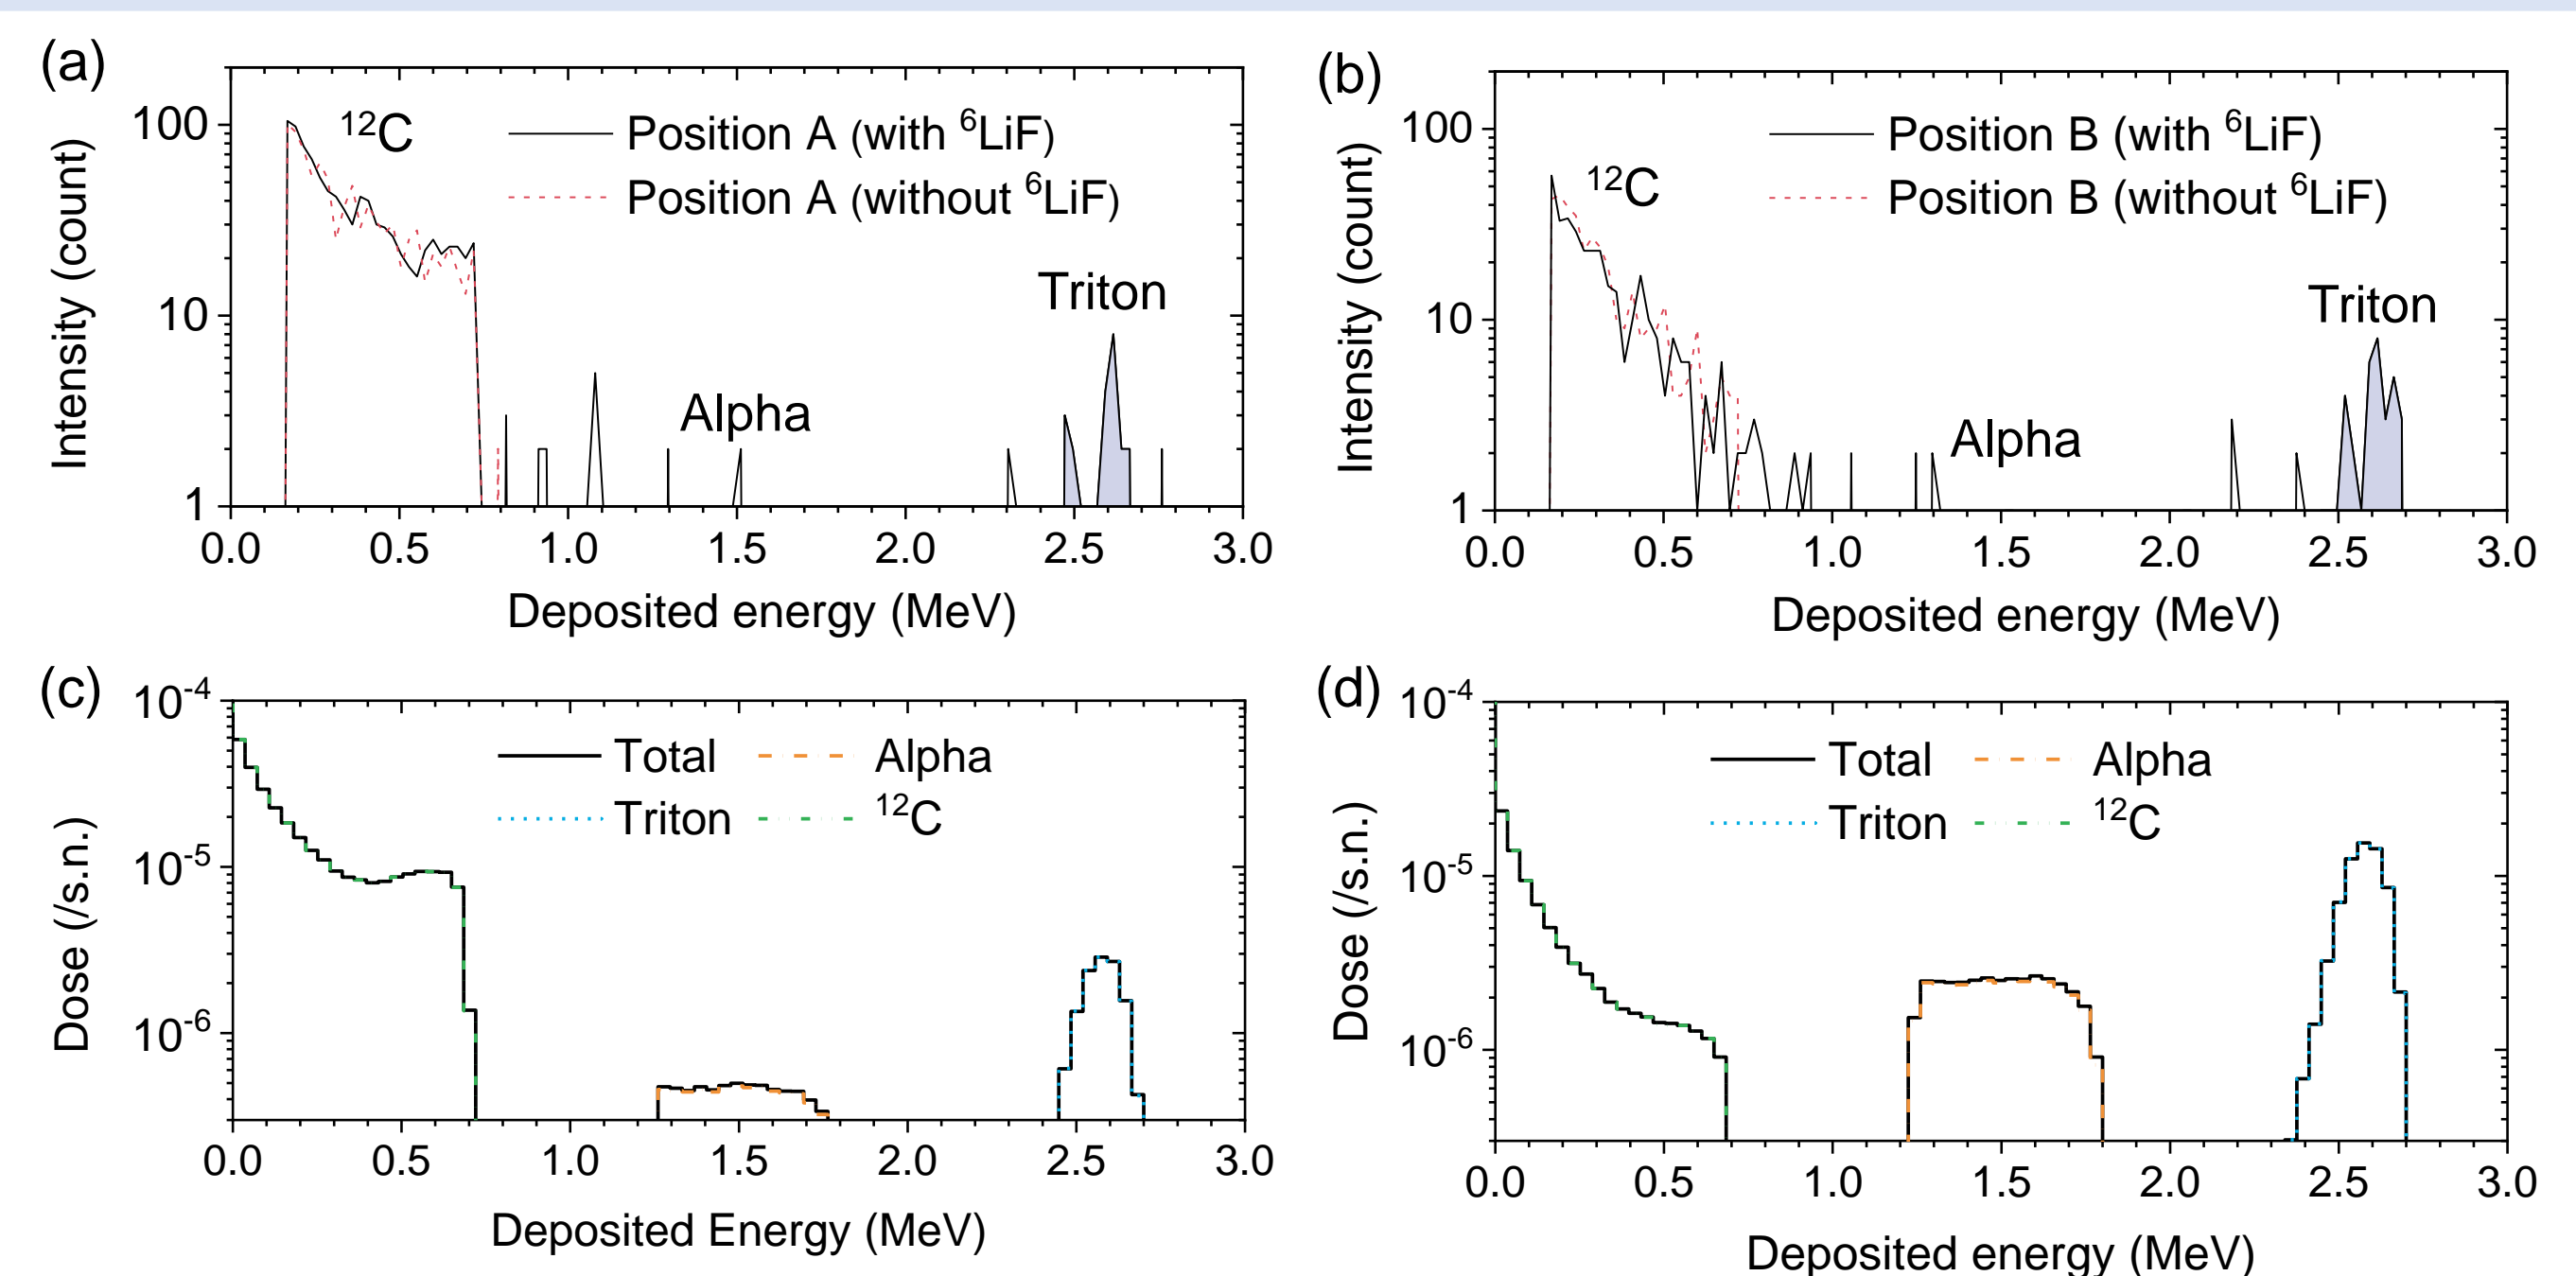 (a)
Intensity (count)
100
10
1
¹²C
Position A (with ⁶LiF)
Position A (without ⁶LiF)
Alpha
Triton
0.0 0.5 1.0 1.5 2.0 2.5 3.0
Deposited energy (MeV)
(b)
Intensity (count)
100
10
1
¹²C
Position B (with ⁶LiF)
Position B (without ⁶LiF)
Alpha
Triton
0.0 0.5 1.0 1.5 2.0 2.5 3.0
Deposited energy (MeV)
(c)
Dose (/s.n.)
10⁻⁴
10⁻⁵
10⁻⁶
Total Alpha
Triton ¹²C
0.0 0.5 1.0 1.5 2.0 2.5 3.0
Deposited Energy (MeV)
(d)
Dose (/s.n.)
10⁻⁴
10⁻⁵
10⁻⁶
Total Alpha
Triton ¹²C
0.0 0.5 1.0 1.5 2.0 2.5 3.0
Deposited energy (MeV)